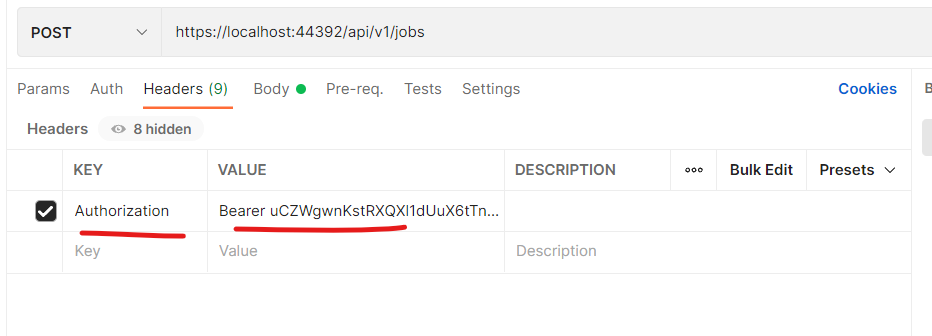 POST https://localhost:44392/api/v1/jobs
Params Auth Headers (9) Body Pre-req. Tests Settings Cookies B
Headers 8 hidden
KEY VALUE DESCRIPTION ooo Bulk Edit Presets
Authorization Bearer uCZWgwnKstRXQXl1dUuX6tTn...
Key Value Description